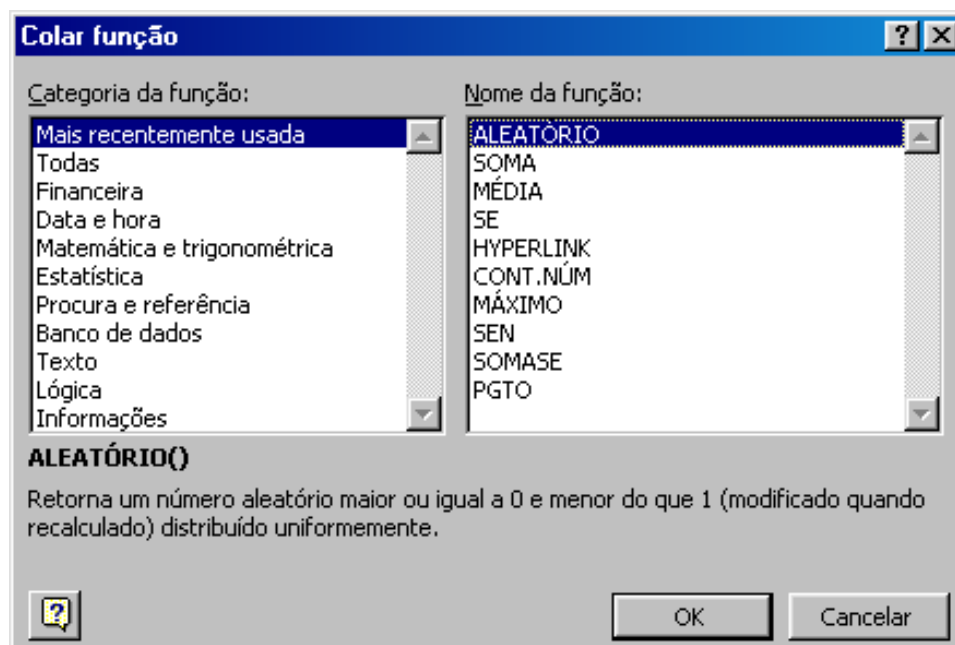 Colar função
Categoria da função:
Mais recentemente usada
Todas
Financeira
Data e hora
Matemática e trigonométrica
Estatística
Procura e referência
Banco de dados
Texto
Lógica
Informações
Nome da função:
ALEATÒRIO
SOMA
MÉDIA
SE
HYPERLINK
CONT.NÚM
MÁXIMO
SEN
SOMASE
PGTO
ALEATÓRIO()
Retorna um número aleatório maior ou igual a 0 e menor do que 1 (modificado quando
recalculado) distribuído uniformemente.
OK
Cancelar